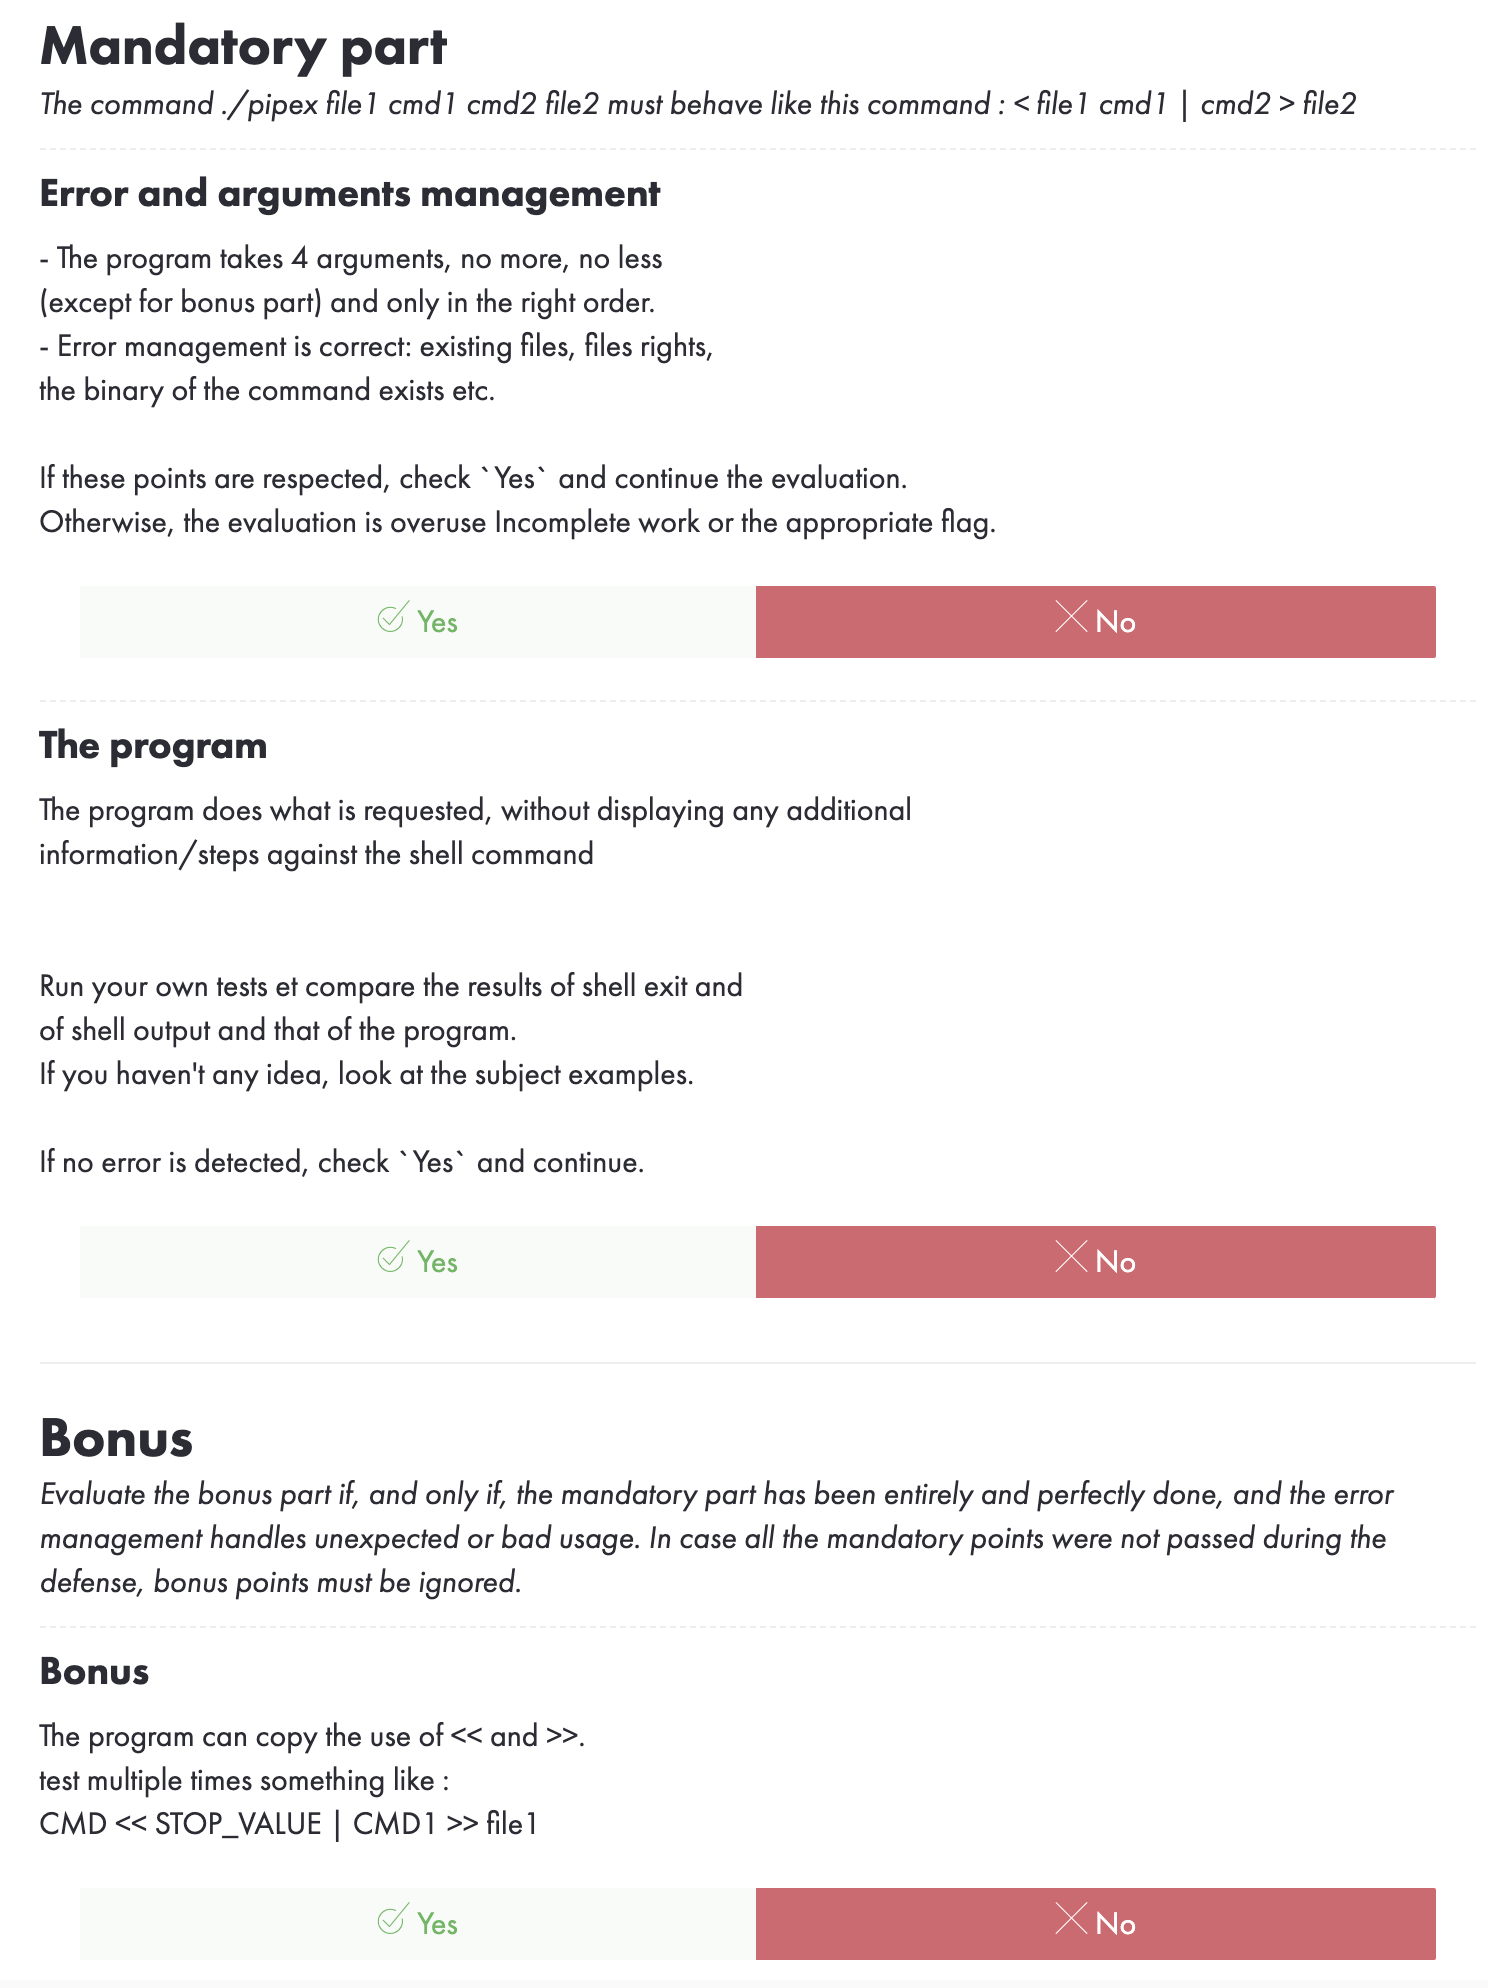 Mandatory part
The command ./pipex file1 cmd1 cmd2 file2 must behave like this command : < file1 cmd1 | cmd2 > file2
Error and arguments management
- The program takes 4 arguments, no more, no less
(except for bonus part) and only in the right order.
- Error management is correct: existing files, files rights,
the binary of the command exists etc.
If these points are respected, check `Yes` and continue the evaluation.
Otherwise, the evaluation is overuse Incomplete work or the appropriate flag.
Yes
No
The program
The program does what is requested, without displaying any additional
information/steps against the shell command
Run your own tests et compare the results of shell exit and
of shell output and that of the program.
If you haven't any idea, look at the subject examples.
If no error is detected, check `Yes` and continue.
Yes
No
Bonus
Evaluate the bonus part if, and only if, the mandatory part has been entirely and perfectly done, and the error
management handles unexpected or bad usage. In case all the mandatory points were not passed during the
defense, bonus points must be ignored.
Bonus
The program can copy the use of << and >>.
test multiple times something like :
CMD << STOP_VALUE | CMD1 >> file1
Yes
No